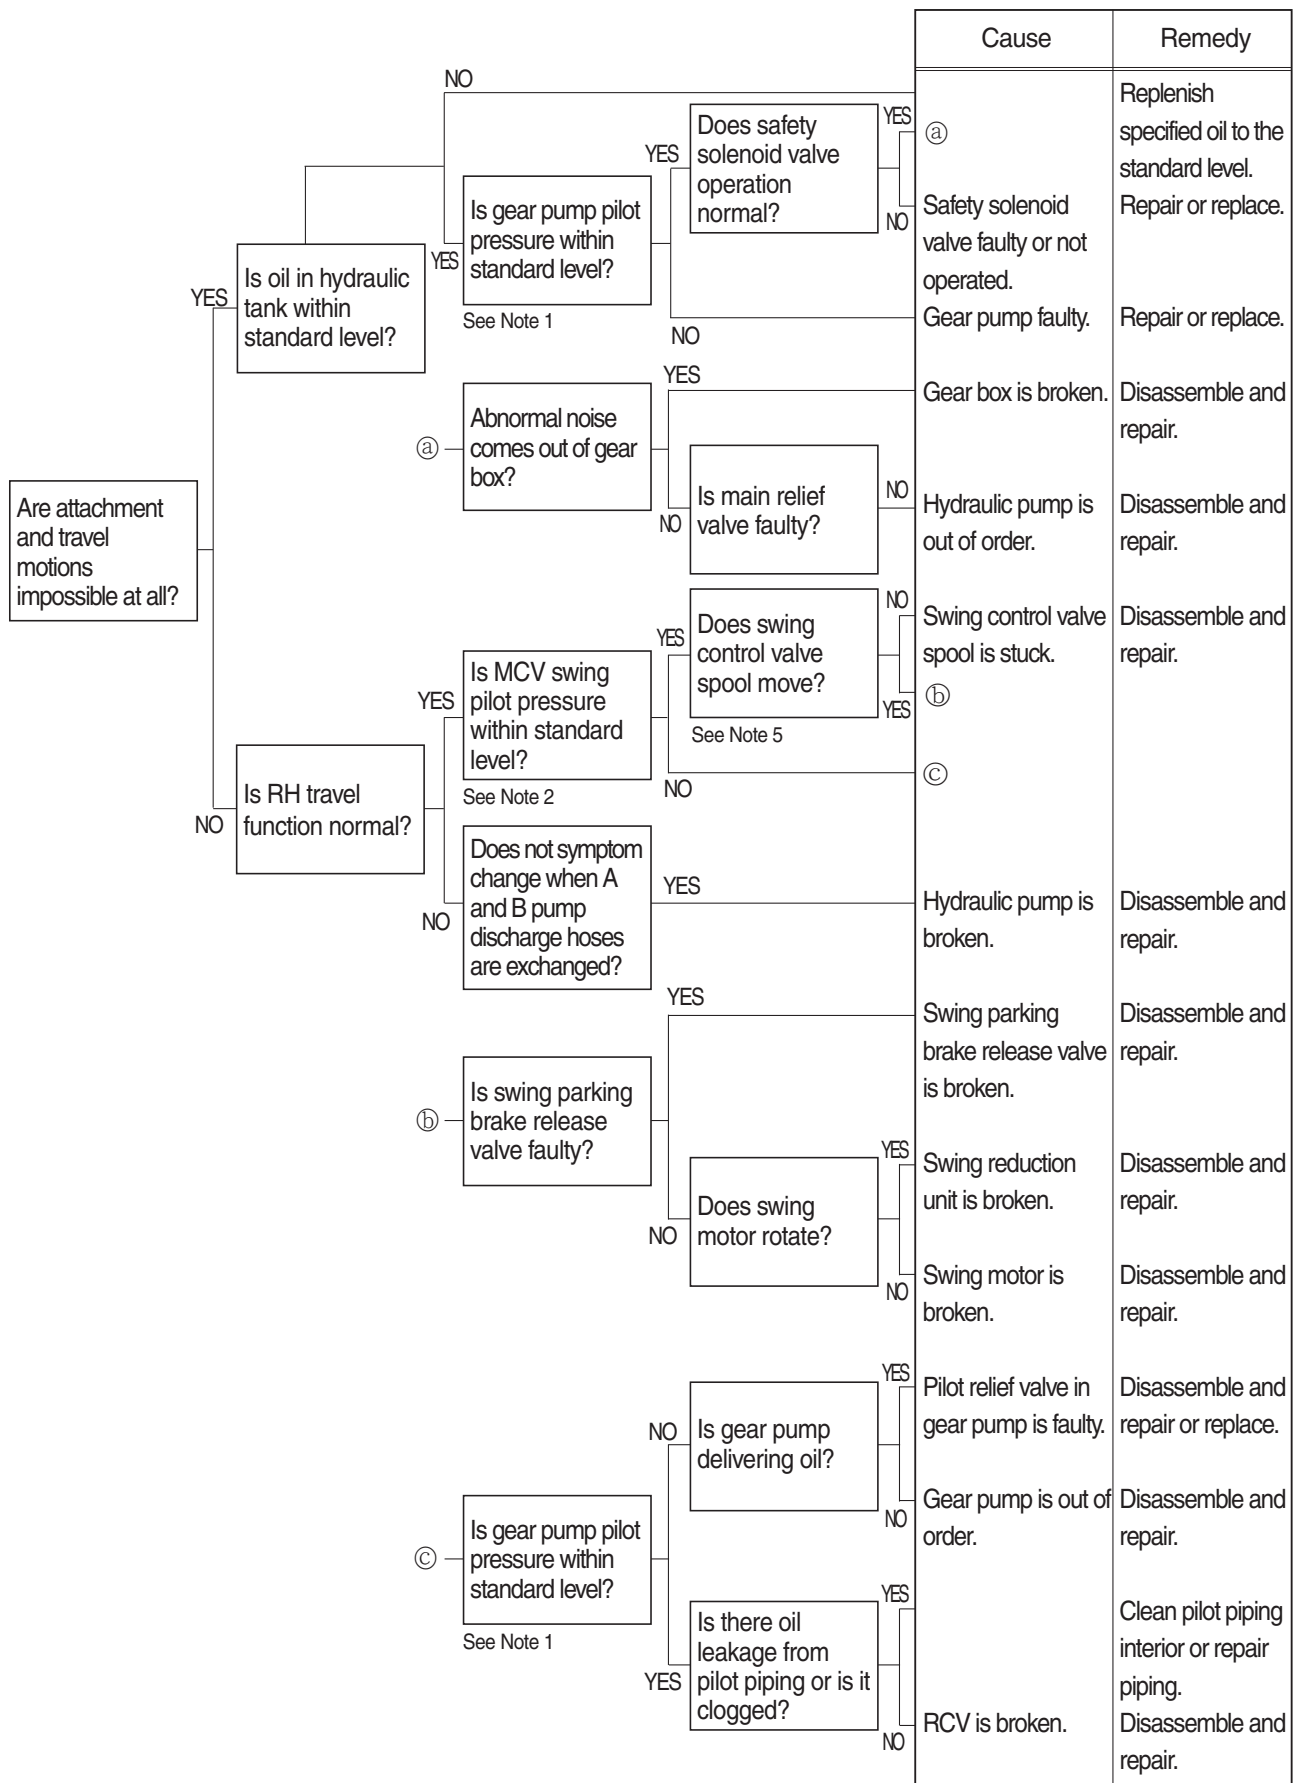 Cause
Remedy
NO
Replenish
specified oil to the
standard level.
Does safety
solenoid valve
operation
normal?
YES
ⓐ
NO
YES
Is gear pump pilot
pressure within
standard level?
See Note 1
YES
NO
Safety solenoid
valve faulty or not
operated.
Repair or replace.
Gear pump faulty.
Repair or replace.
YES
Is oil in hydraulic
tank within
standard level?
ⓐ
Abnormal noise
comes out of gear
box?
YES
Gear box is broken.
Disassemble and
repair.
NO
Is main relief
valve faulty?
NO
Hydraulic pump is
out of order.
Disassemble and
repair.
Are attachment
and travel
motions
impossible at all?
NO
Is RH travel
function normal?
YES
Is MCV swing
pilot pressure
within standard
level?
See Note 2
YES
Does swing
control valve
spool move?
See Note 5
NO
Swing control valve
spool is stuck.
Disassemble and
repair.
YES
ⓑ
NO
ⓒ
NO
Does not symptom
change when A
and B pump
discharge hoses
are exchanged?
YES
Hydraulic pump is
broken.
Disassemble and
repair.
ⓑ
Is swing parking
brake release
valve faulty?
YES
Swing parking
brake release valve
is broken.
Disassemble and
repair.
NO
Does swing
motor rotate?
YES
Swing reduction
unit is broken.
Disassemble and
repair.
NO
Swing motor is
broken.
Disassemble and
repair.
ⓒ
Is gear pump pilot
pressure within
standard level?
See Note 1
NO
Is gear pump
delivering oil?
YES
Pilot relief valve in
gear pump is faulty.
Disassemble and
repair or replace.
NO
Gear pump is out of
order.
Disassemble and
repair.
YES
Is there oil
leakage from
pilot piping or is it
clogged?
YES
Clean pilot piping
interior or repair
piping.
NO
RCV is broken.
Disassemble and
repair.